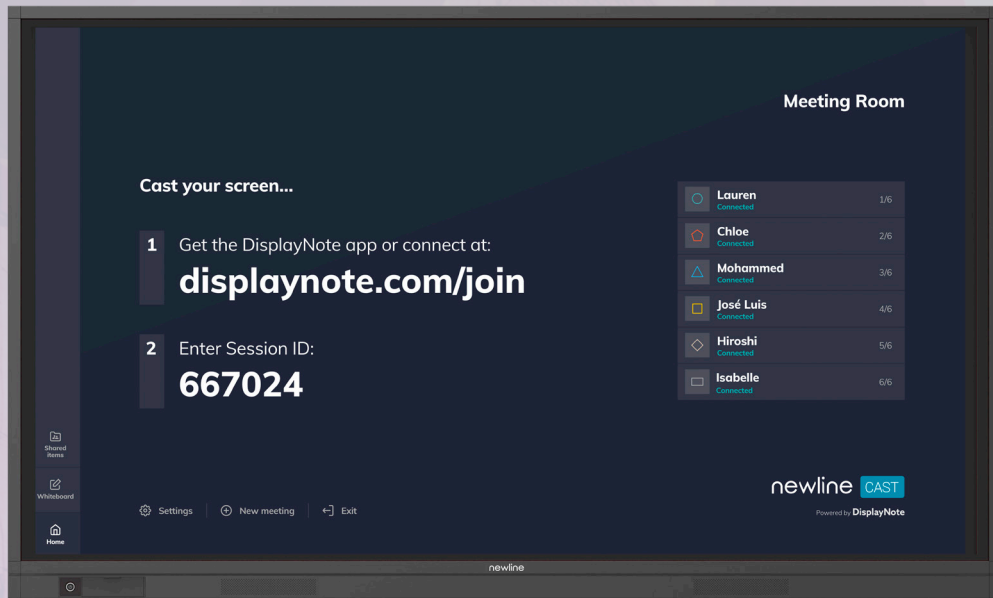 Meeting Room
Cast your screen...
1 Get the DisplayNote app or connect at:
displaynote.com/join
2 Enter Session ID:
667024
Lauren 1/6
Connected
Chloe 2/6
Connected
Mohammed 3/6
Connected
José Luis 4/6
Connected
Hiroshi 5/6
Connected
Isabelle 6/6
Connected
Shared
items
Whiteboard
Home
Settings New meeting Exit
newline CAST
Powered by DisplayNote
newline